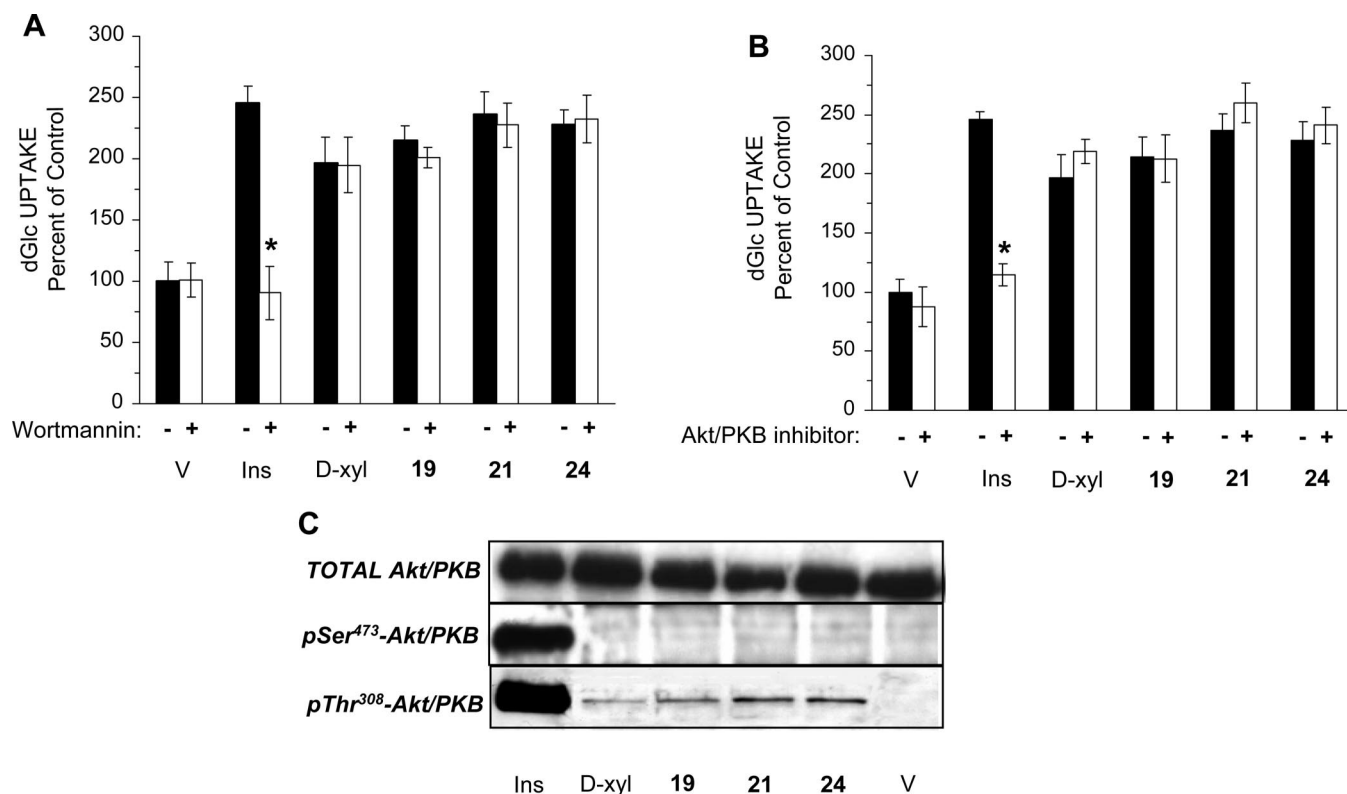 A
dGlc UPTAKE
Percent of Control
300
250
200
150
100
50
0
*
Wortmannin: - + - + - + - + - + - +
V Ins D-xyl 19 21 24
B
dGlc UPTAKE
Percent of Control
300
250
200
150
100
50
0
*
Akt/PKB inhibitor: - + - + - + - + - + - +
V Ins D-xyl 19 21 24
C
TOTAL Akt/PKB
pSer473-Akt/PKB
pThr308-Akt/PKB
Ins D-xyl 19 21 24 V